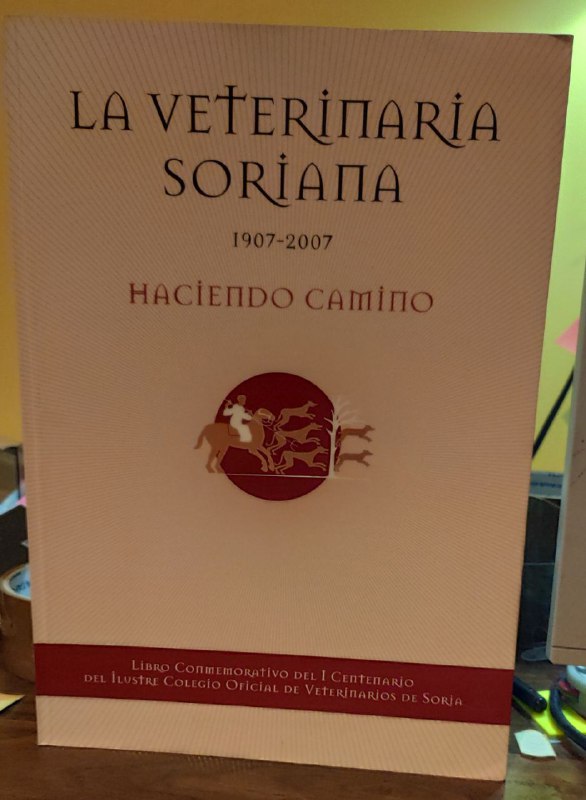 LA VETERINARIA
SORIANA
1907-2007
HACIENDO CAMINO
LIBRO CONMEMORATIVO DEL I CENTENARIO
DEL ILUSTRE COLEGIO OFICIAL DE VETERINARIOS DE SORIA